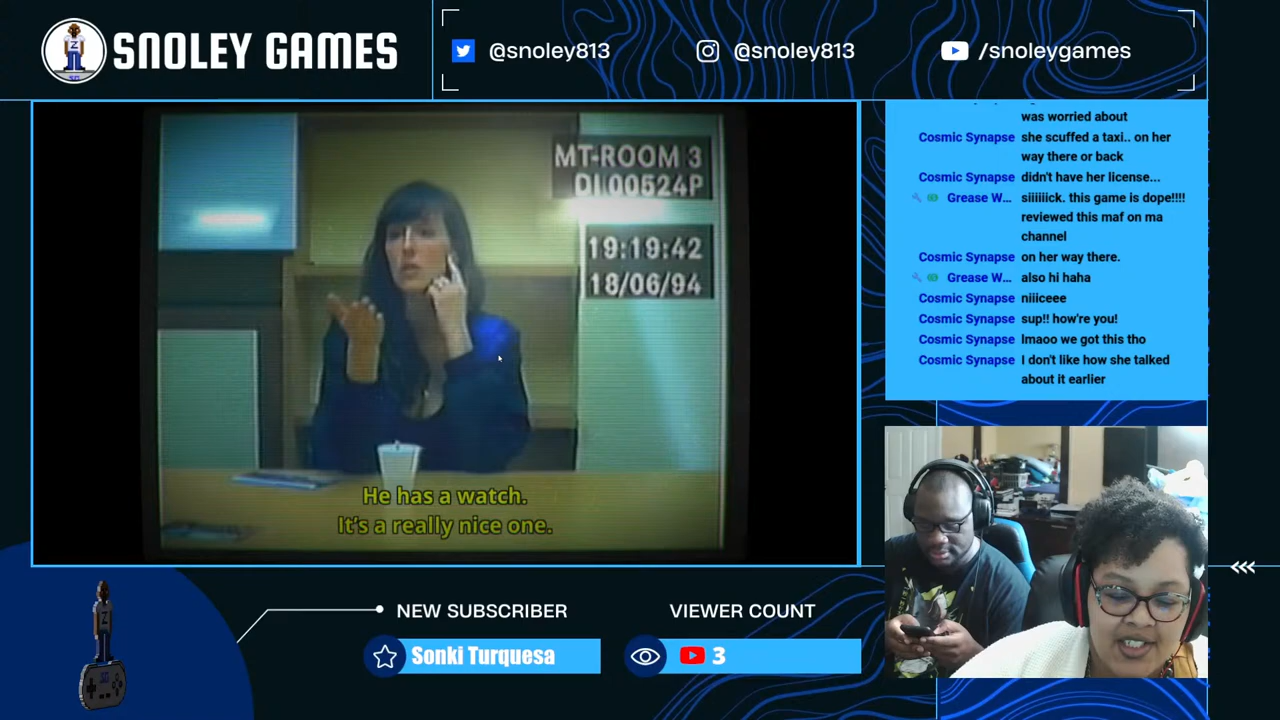 SNOLEY GAMES
@snoley813
@snoley813
/snoleygames
was worried about
Cosmic Synapse she scuffed a taxi.. on her
way there or back
Cosmic Synapse didn't have her license...
Grease W... siiiiiick. this game is dope!!!!
reviewed this maf on ma
channel
Cosmic Synapse on her way there.
Grease W... also hi haha
Cosmic Synapse niiiceee
Cosmic Synapse sup!! how're you!
Cosmic Synapse lmaoo we got this tho
Cosmic Synapse I don't like how she talked
about it earlier
MT-ROOM 3
DI 00524P
19:19:42
18/06/94
He has a watch.
It's a really nice one.
NEW SUBSCRIBER
Sonki Turquesa
VIEWER COUNT
3